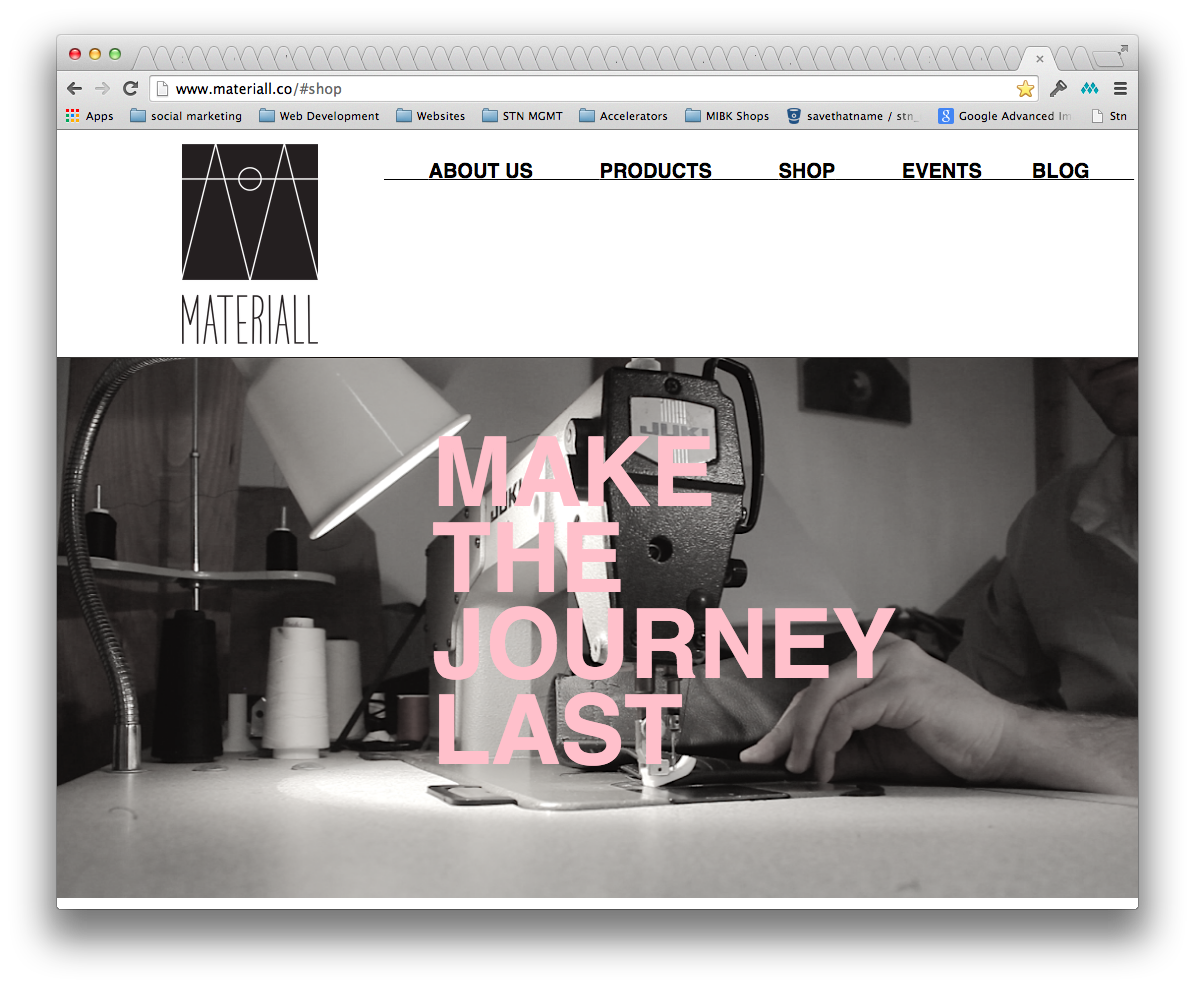 www.materiall.co/#shop
Apps social marketing Web Development Websites STN MGMT Accelerators MIBK Shops savethatname / stn_ Google Advanced Im Stn
ABOUT US PRODUCTS SHOP EVENTS BLOG
MATERIALL
JUKI
JUKI
MAKE
THE
JOURNEY
LAST